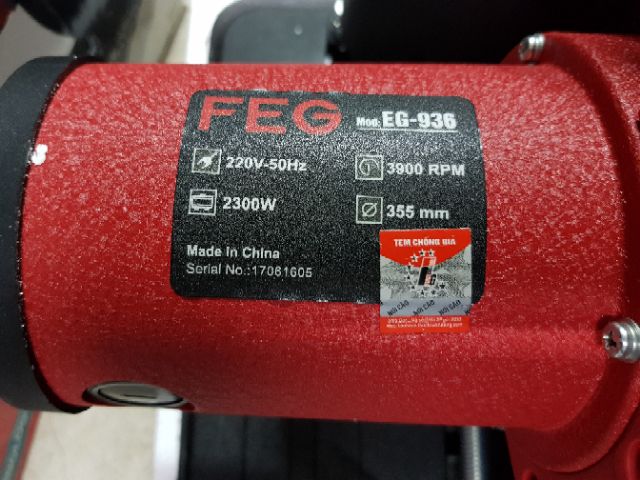 FEG
Mod: EG-936
220V-50Hz
3900 RPM
2300W
355 mm
Made in China
Serial No.:17061605
TEM CHỐNG GIẢ